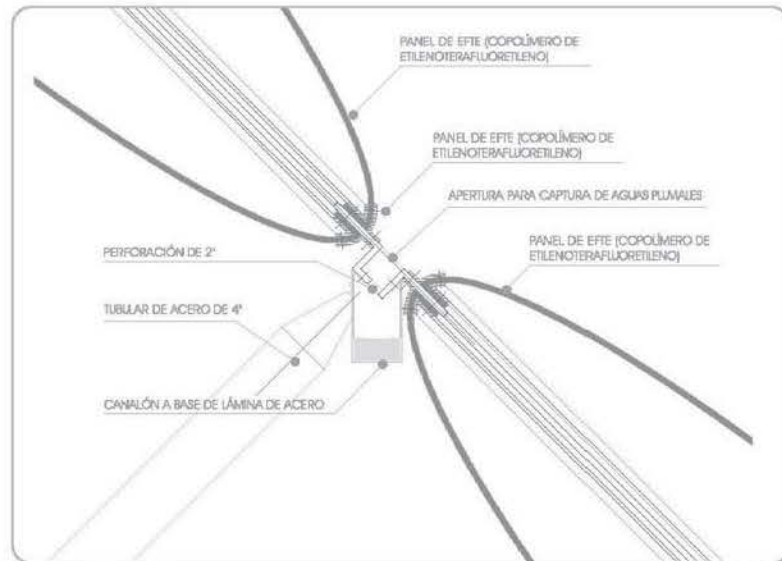 PANEL DE EFTE (COPOLÍMERO DE
ETILENOTERAFLUORETILENO)
PANEL DE EFTE (COPOLÍMERO DE
ETILENOTERAFLUORETILENO)
APERTURA PARA CAPTURA DE AGUAS PLUVIALES
PANEL DE EFTE (COPOLÍMERO DE
ETILENOTERAFLUORETILENO)
PERFORACIÓN DE 2"
TUBULAR DE ACERO DE 4"
CANALÓN A BASE DE LÁMINA DE ACERO